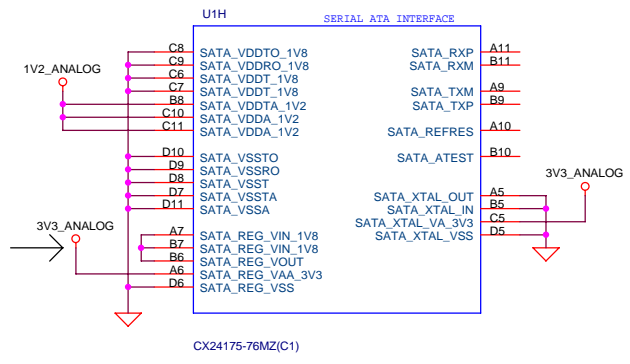 U1H
SERIAL ATA INTERFACE
C8 SATA_VDDTO_1V8
C9 SATA_VDDRO_1V8
C6 SATA_VDDT_1V8
C7 SATA_VDDT_1V8
B8 SATA_VDDTA_1V2
C10 SATA_VDDA_1V2
C11 SATA_VDDA_1V2
D10 SATA_VSSTO
D9 SATA_VSSRO
D8 SATA_VSST
D7 SATA_VSSTA
D11 SATA_VSSA
A7 SATA_REG_VIN_1V8
B7 SATA_REG_VIN_1V8
B6 SATA_REG_VOUT
A6 SATA_REG_VAA_3V3
D6 SATA_REG_VSS
1V2_ANALOG
3V3_ANALOG
SATA_RXP A11
SATA_RXM B11
SATA_TXM A9
SATA_TXP B9
SATA_REFRES A10
SATA_ATEST B10
SATA_XTAL_OUT A5
SATA_XTAL_IN B5
SATA_XTAL_VA_3V3 C5
SATA_XTAL_VSS D5
3V3_ANALOG
CX24175-76MZ(C1)